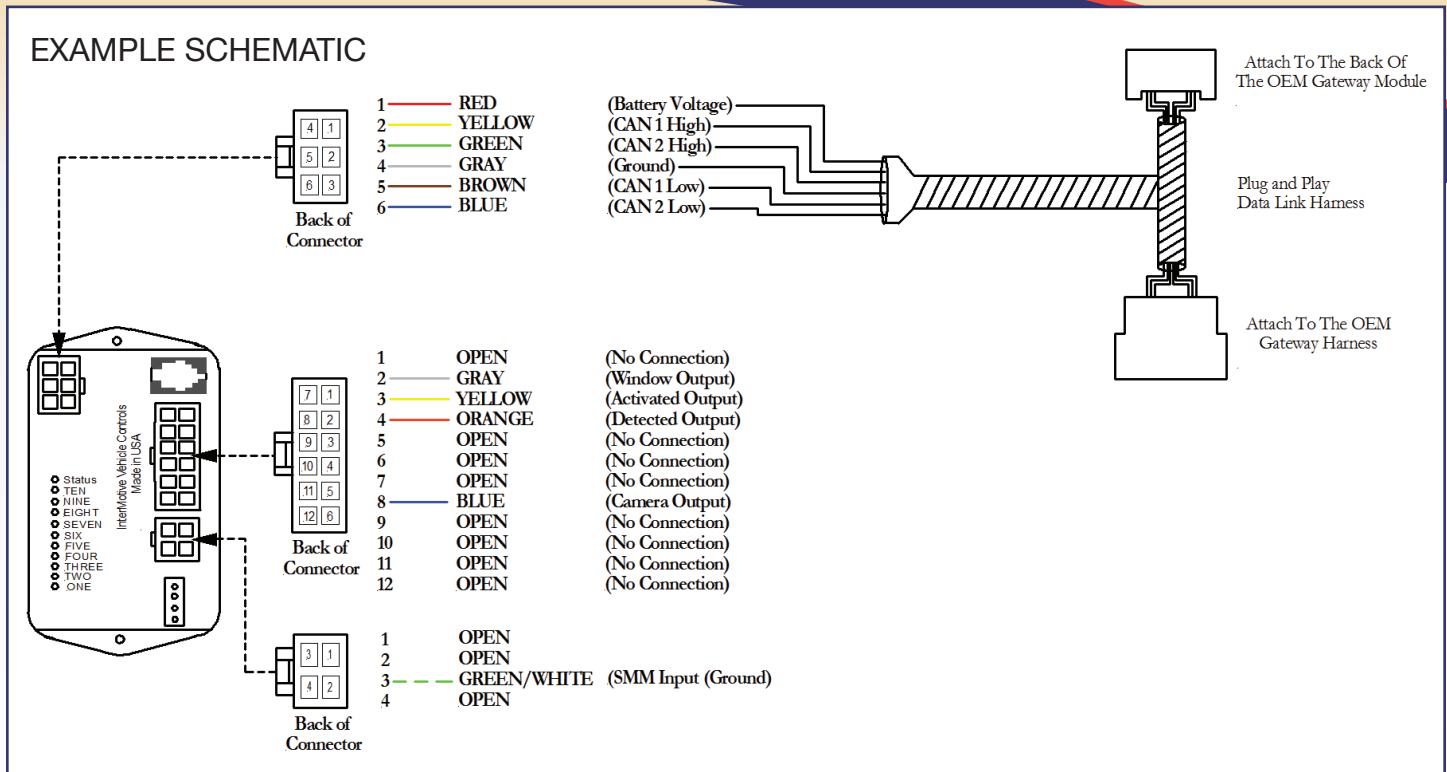 EXAMPLE SCHEMATIC
Attach To The Back Of
The OEM Gateway Module
4 1
5 2
6 3
Back of
Connector
1 RED (Battery Voltage)
2 YELLOW (CAN 1 High)
3 GREEN (CAN 2 High)
4 GRAY (Ground)
5 BROWN (CAN 1 Low)
6 BLUE (CAN 2 Low)
Plug and Play
Data Link Harness
Attach To The OEM
Gateway Harness
InterMotive Vehicle Controls
Made in USA
Status
TEN
NINE
EIGHT
SEVEN
SIX
FIVE
FOUR
THREE
TWO
ONE
7 1
8 2
9 3
10 4
11 5
12 6
Back of
Connector
1 OPEN (No Connection)
2 GRAY (Window Output)
3 YELLOW (Activated Output)
4 ORANGE (Detected Output)
5 OPEN (No Connection)
6 OPEN (No Connection)
7 OPEN (No Connection)
8 BLUE (Camera Output)
9 OPEN (No Connection)
10 OPEN (No Connection)
11 OPEN (No Connection)
12 OPEN (No Connection)
3 1
4 2
Back of
Connector
1 OPEN
2 OPEN
3 GREEN/WHITE (SMM Input (Ground)
4 OPEN